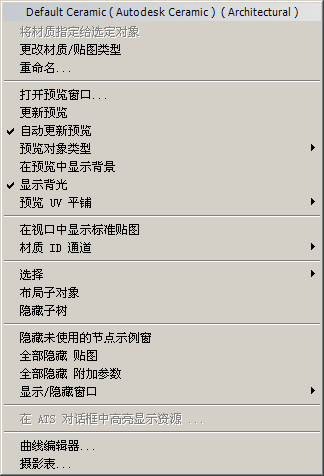 Default Ceramic ( Autodesk Ceramic ) ( Architectural )
将材质指定给选定对象
更改材质/贴图类型
重命名...
打开预览窗口...
更新预览
自动更新预览
预览对象类型
在预览中显示背景
显示背光
预览 UV 平铺
在视口中显示标准贴图
材质 ID 通道
选择
布局子对象
隐藏子树
隐藏未使用的节点示例窗
全部隐藏 贴图
全部隐藏 附加参数
显示/隐藏窗口
在 ATS 对话框中高亮显示资源 ...
曲线编辑器...
摄影表...